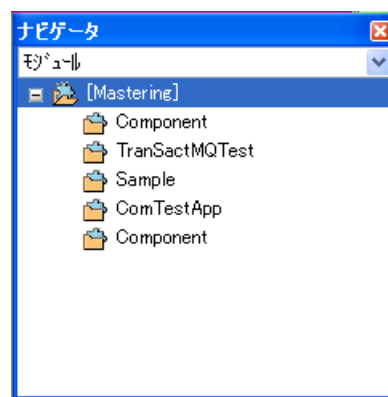 ナビゲータ
ﾓｼﾞｭｰﾙ
[Mastering]
Component
TranSactMQTest
Sample
ComTestApp
Component